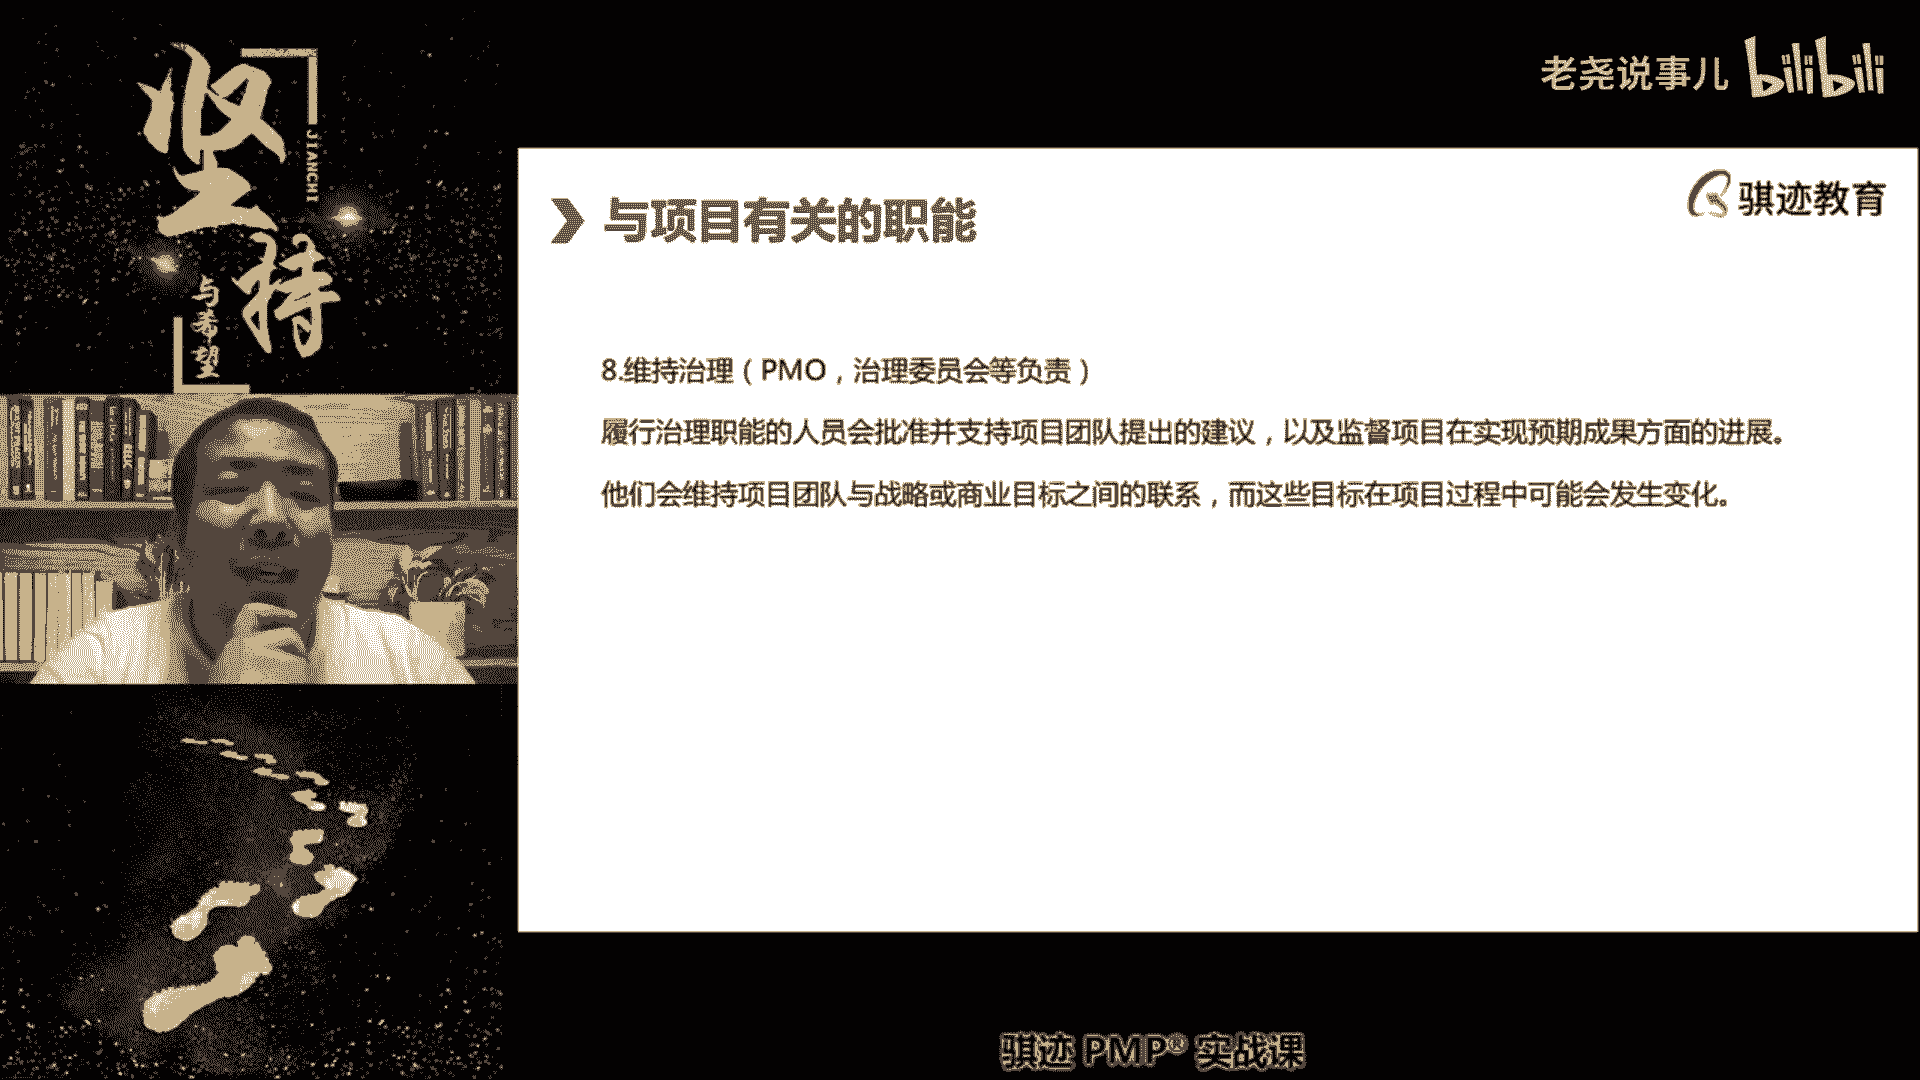 坚持
JIANCHI
与希望
老尧说事儿 bilibili
骐迹教育
与项目有关的职能
8.维持治理（PMO，治理委员会等负责）
履行治理职能的人员会批准并支持项目团队提出的建议，以及监督项目在实现预期成果方面的进展。
他们会维持项目团队与战略或商业目标之间的联系，而这些目标在项目过程中可能会发生变化。
骐迹 PMP® 实战课